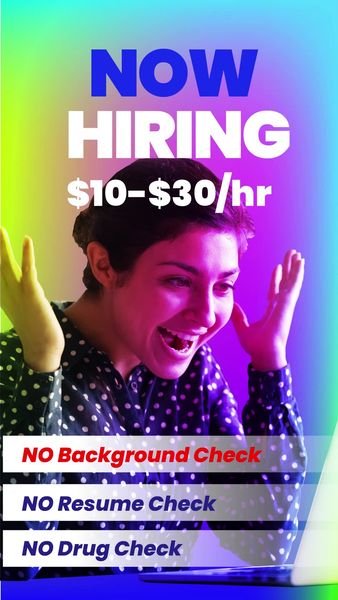 NOW
HIRING
$10-$30/hr
NO Background Check
NO Resume Check
NO Drug Check